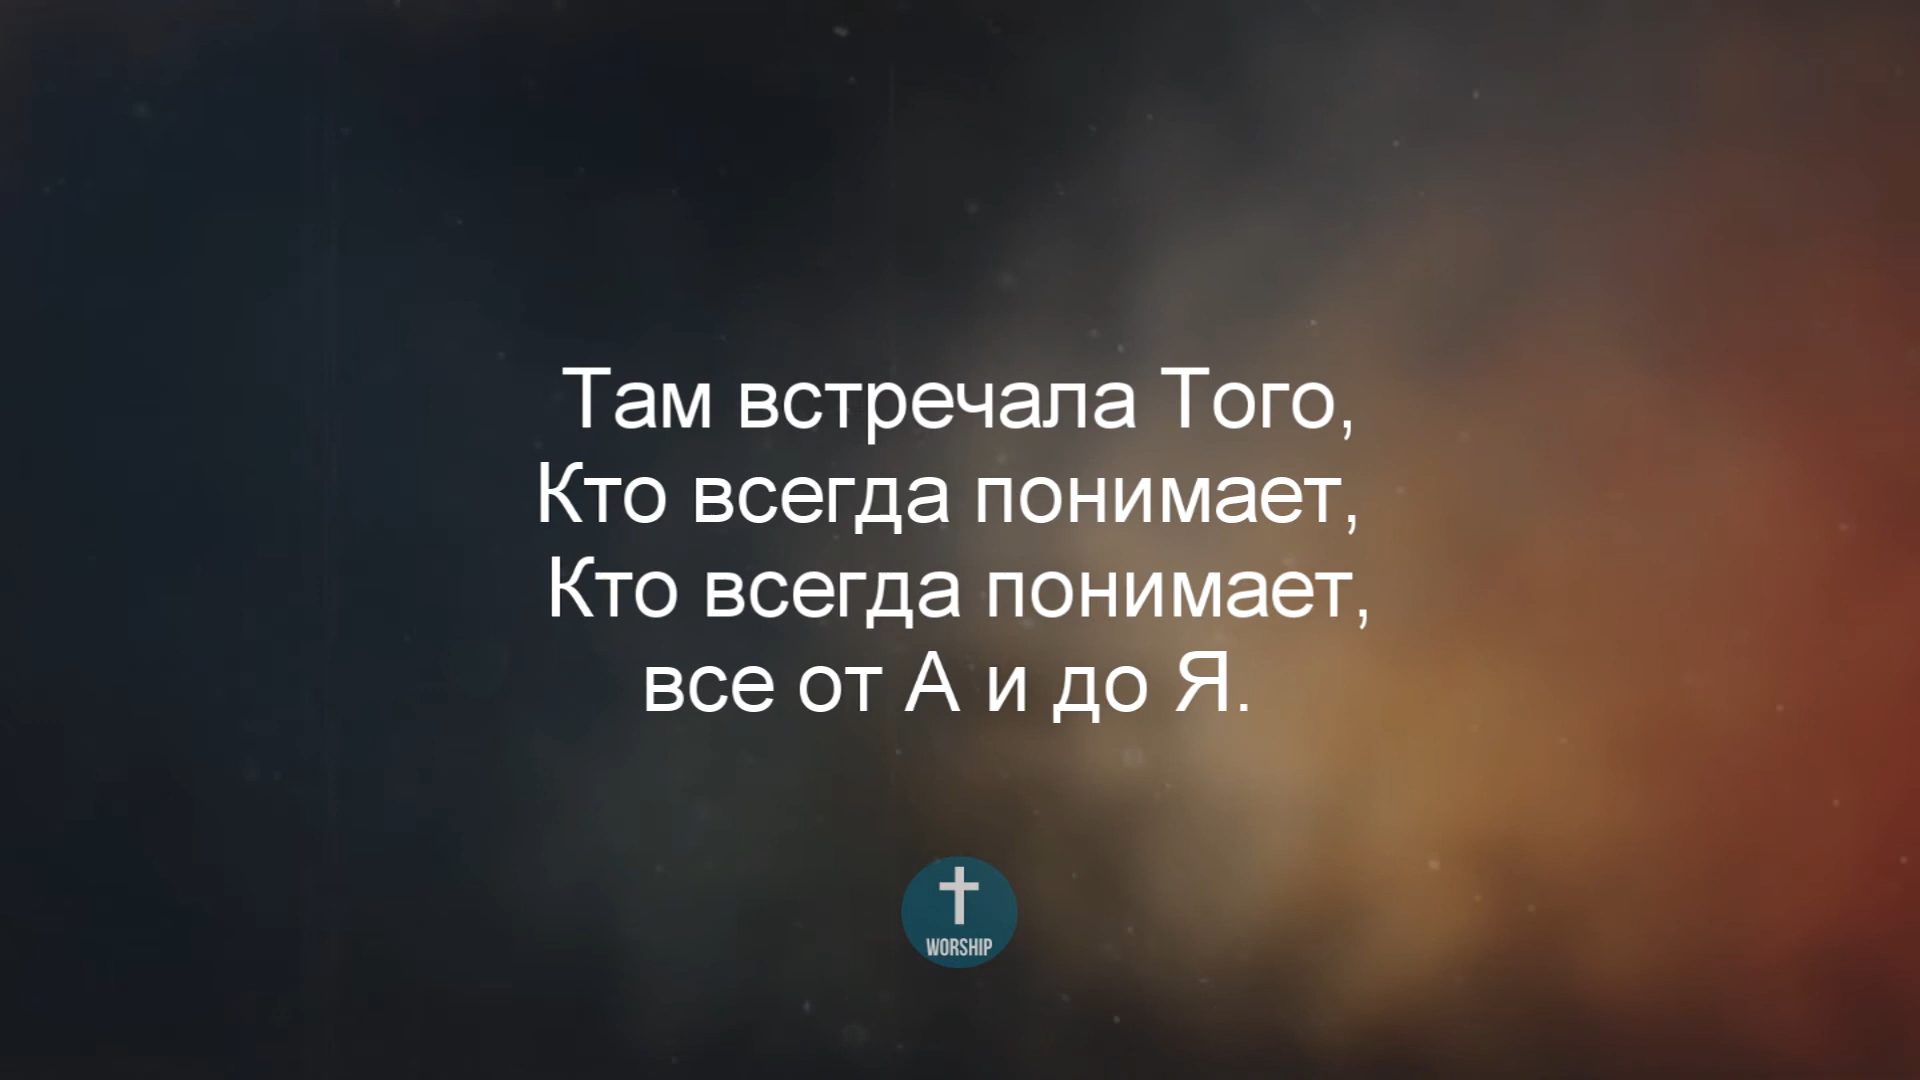 Там встречала Того,
Кто всегда понимает,
Кто всегда понимает,
все от А и до Я.
WORSHIP